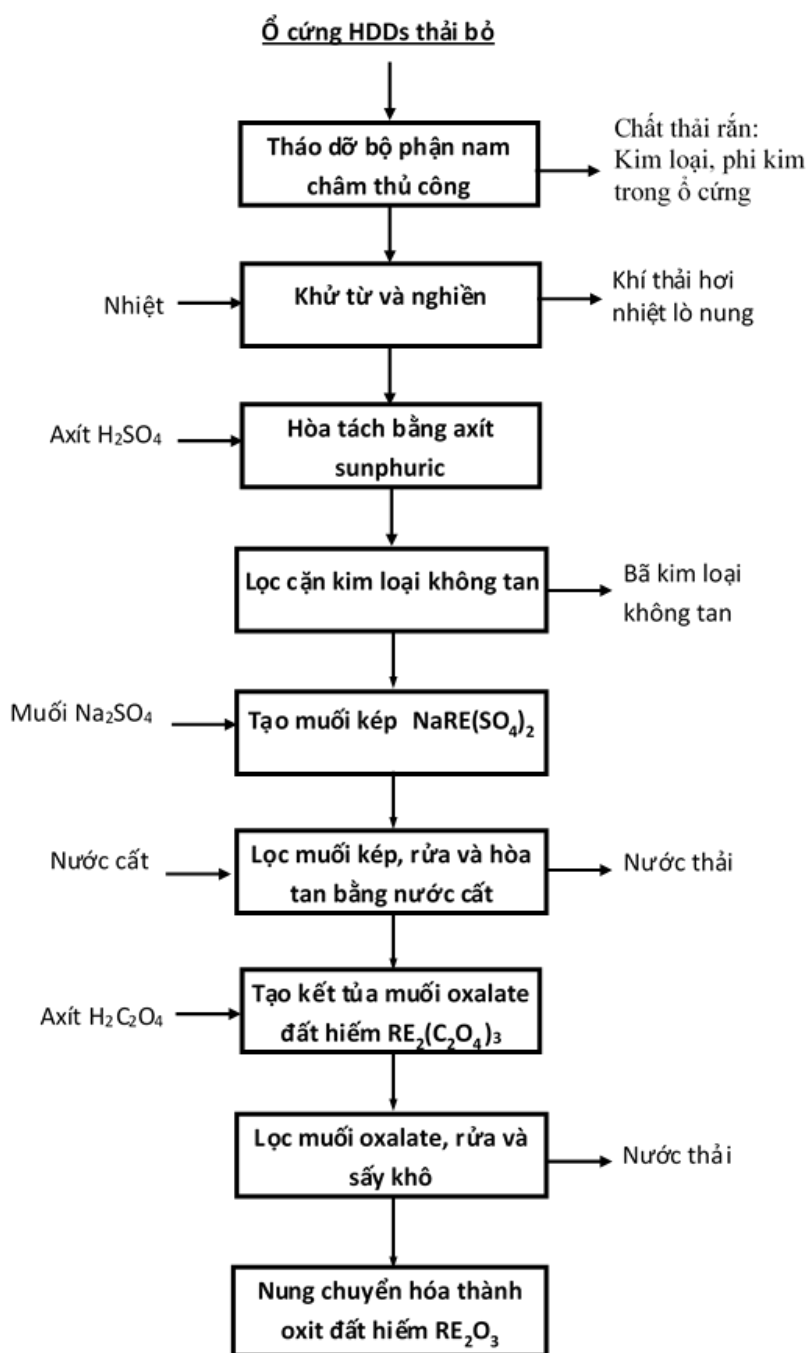 Ổ cứng HDDs thải bỏ
Tháo dỡ bộ phận nam
châm thủ công
Chất thải rắn:
Kim loại, phi kim
trong ổ cứng
Nhiệt
Khử từ và nghiền
Khí thải hơi
nhiệt lò nung
Axít H₂SO₄
Hòa tách bằng axít
sunphuric
Lọc cặn kim loại không tan
Bã kim loại
không tan
Muối Na₂SO₄
Tạo muối kép NaRE(SO₄)₂
Nước cất
Lọc muối kép, rửa và hòa
tan bằng nước cất
Nước thải
Axít H₂C₂O₄
Tạo kết tủa muối oxalate
đất hiếm RE₂(C₂O₄)₃
Lọc muối oxalate, rửa và
sấy khô
Nước thải
Nung chuyển hóa thành
oxit đất hiếm RE₂O₃